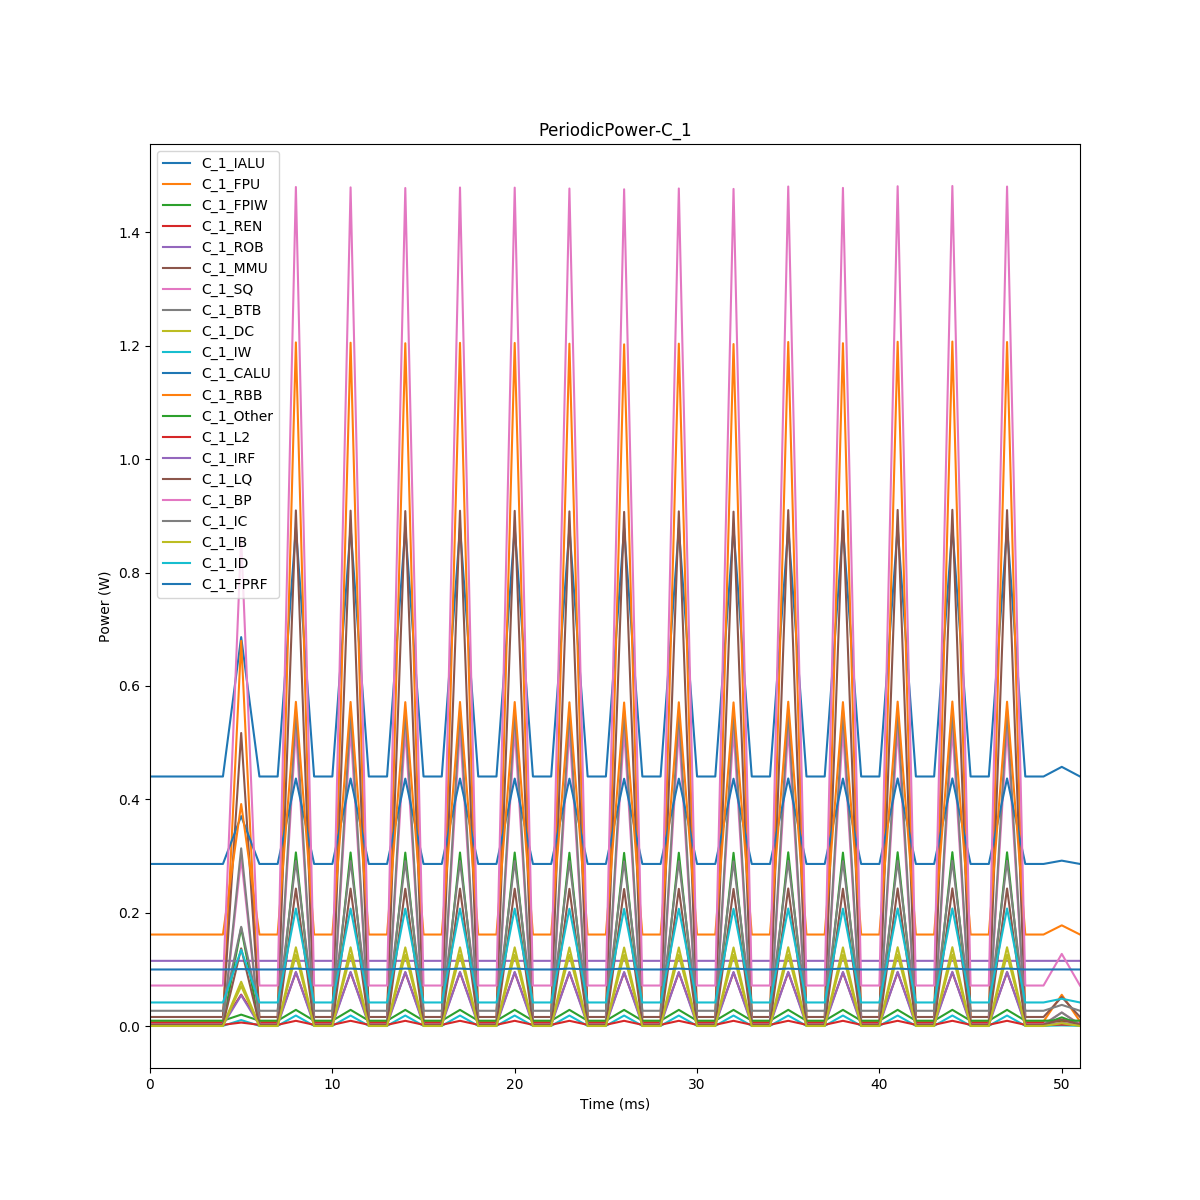 PeriodicPower-C_1
C_1_IALU
C_1_FPU
C_1_FPIW
C_1_REN
C_1_ROB
C_1_MMU
C_1_SQ
C_1_BTB
C_1_DC
C_1_IW
C_1_CALU
C_1_RBB
C_1_Other
C_1_L2
C_1_IRF
C_1_LQ
C_1_BP
C_1_IC
C_1_IB
C_1_ID
C_1_FPRF
1.4
1.2
1.0
0.8
0.6
0.4
0.2
0.0
Power (W)
0 10 20 30 40 50
Time (ms)